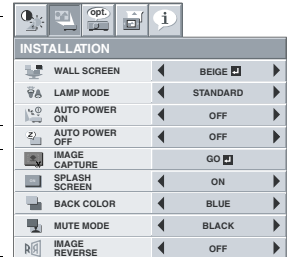 opt.
i
INSTALLATION
WALL SCREEN BEIGE
LAMP MODE STANDARD
AUTO POWER ON OFF
AUTO POWER OFF OFF
IMAGE CAPTURE GO
SPLASH SCREEN ON
BACK COLOR BLUE
MUTE MODE BLACK
IMAGE REVERSE OFF